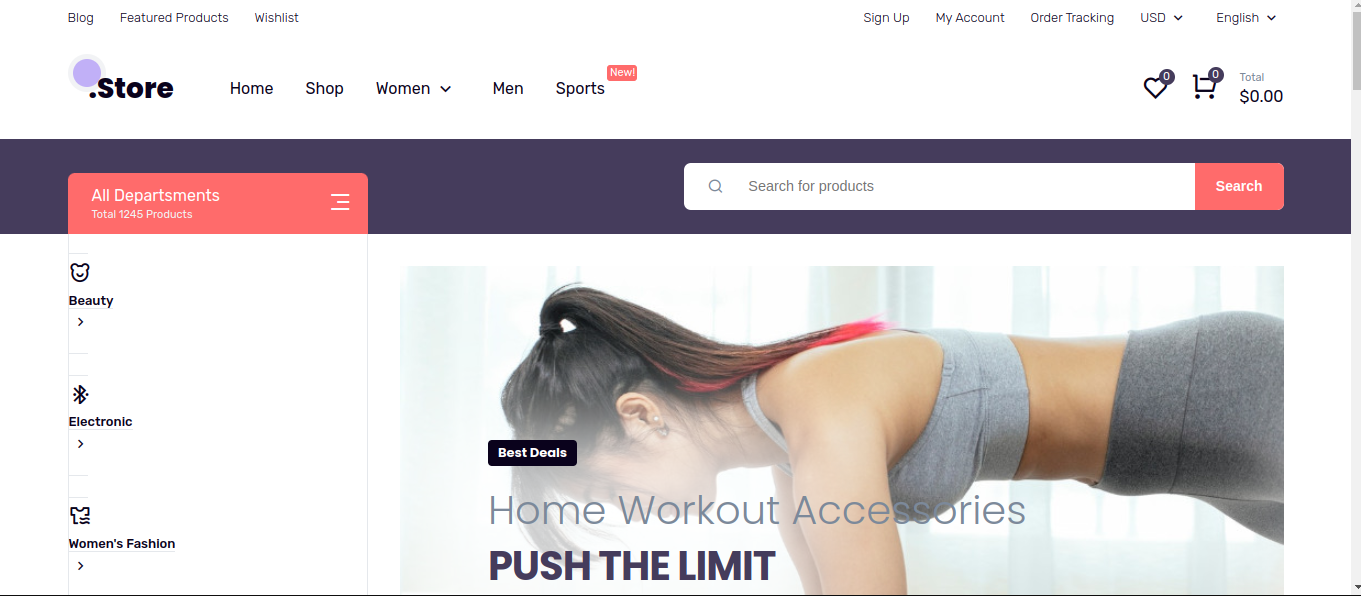 Blog Featured Products Wishlist
Sign Up My Account Order Tracking USD English
.Store
Home Shop Women Men Sports New!
0 0 Total
$0.00
All Departsments
Total 1245 Products
Search for products Search
Beauty
Electronic
Women's Fashion
Best Deals
Home Workout Accessories
PUSH THE LIMIT